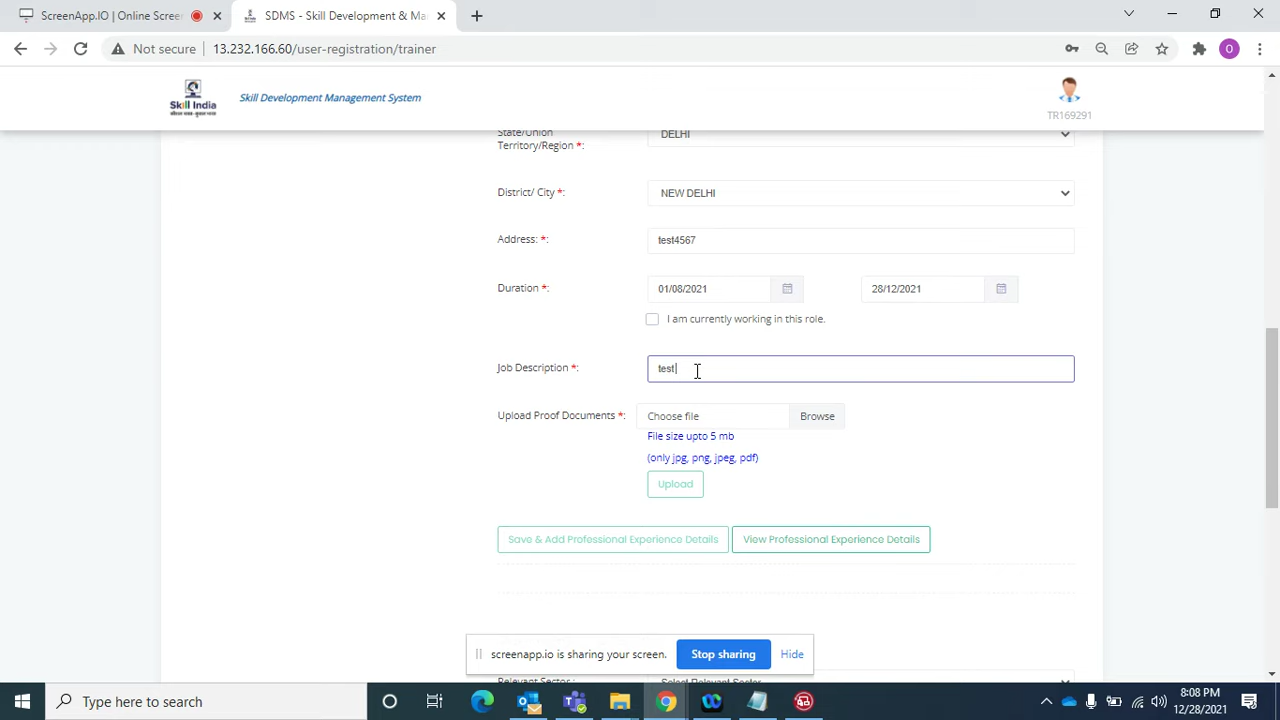 ScreenApp.IO | Online Screen
SDMS - Skill Development & Ma
Not secure
13.232.166.60/user-registration/trainer
O
Skill India
Skill Development Management System
TR169291
State/Union
Territory/Region *:
DELHI
District/ City *:
NEW DELHI
Address: *:
test4567
Duration *:
01/08/2021
28/12/2021
I am currently working in this role.
Job Description *:
test
Upload Proof Documents *:
Choose file
Browse
File size upto 5 mb
(only jpg, png, jpeg, pdf)
Upload
Save & Add Professional Experience Details
View Professional Experience Details
screenapp.io is sharing your screen.
Stop sharing
Hide
Relevant Sector :
Select Relevant Sector
Type here to search
8:08 PM
12/28/2021